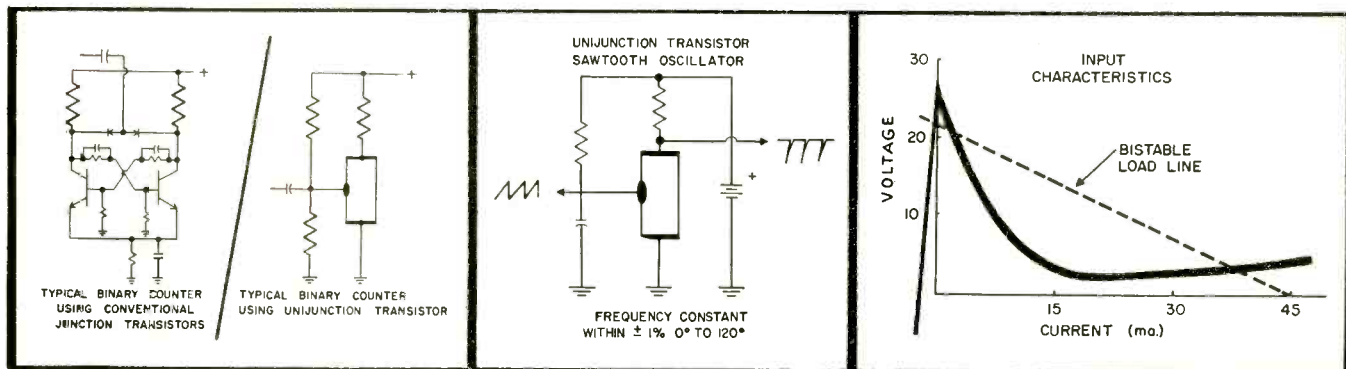 +
TYPICAL BINARY COUNTER
USING CONVENTIONAL
JUNCTION TRANSISTORS
+
TYPICAL BINARY COUNTER
USING UNIJUNCTION TRANSISTOR
UNIJUNCTION TRANSISTOR
SAWTOOTH OSCILLATOR
+
FREQUENCY CONSTANT
WITHIN ± 1% 0° TO 120°
INPUT
CHARACTERISTICS
BISTABLE
LOAD LINE
VOLTAGE
30
20
10
15
30
45
CURRENT (ma.)